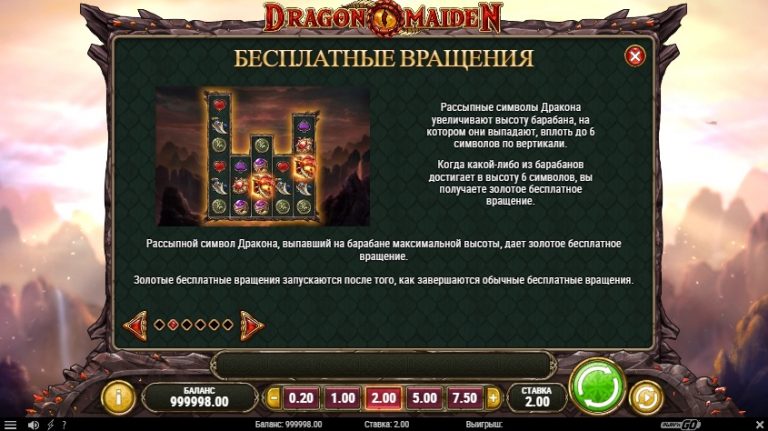 DRAGON MAIDEN
БЕСПЛАТНЫЕ ВРАЩЕНИЯ
Рассыпные символы Дракона
увеличивают высоту барабана, на
котором они выпадают, вплоть до 6
символов по вертикали.
Когда какой-либо из барабанов
достигает в высоту 6 символов, вы
получаете золотое бесплатное
вращение.
Рассыпной символ Дракона, выпавший на барабане максимальной высоты, дает золотое бесплатное
вращение.
Золотые бесплатные вращения запускаются после того, как завершаются обычные бесплатные вращения.
БАЛАНС
999998.00
- 0.20 1.00 2.00 5.00 7.50 +
СТАВКА
2.00
Баланс: 999998.00 Ставка: 2.00 Выигрыш:
PLAY'N GO